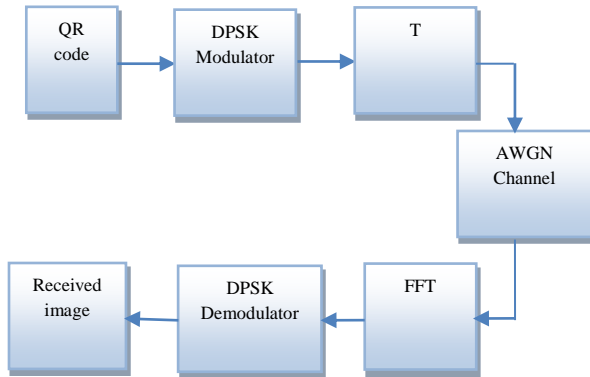 QR
code
DPSK
Modulator
T
AWGN
Channel
FFT
DPSK
Demodulator
Received
image